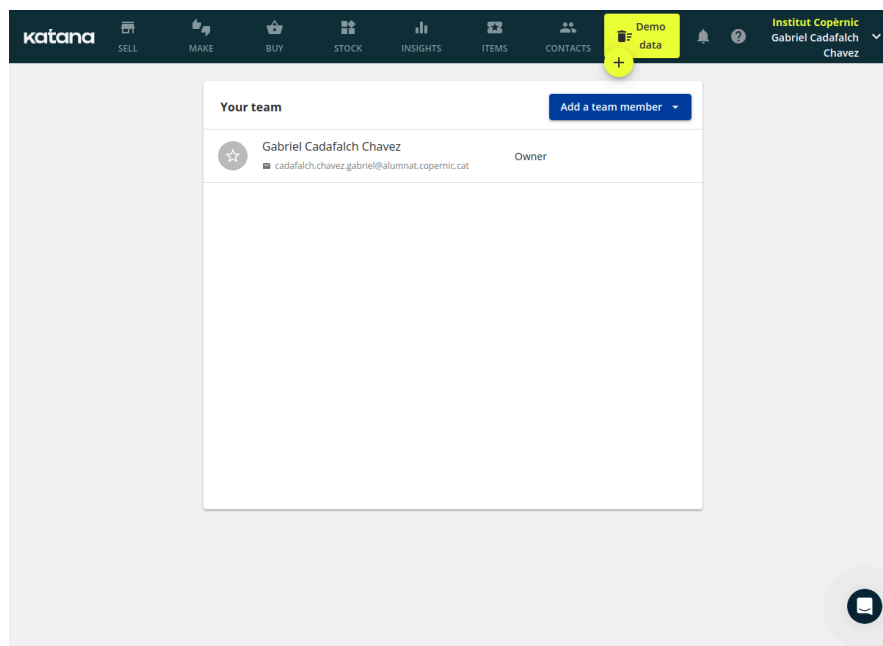 katana
SELL
MAKE
BUY
STOCK
INSIGHTS
ITEMS
CONTACTS
Demo
data
Institut Copèrnic
Gabriel Cadafalch
Chavez
Your team
Add a team member
Gabriel Cadafalch Chavez
cadafalch.chavez.gabriel@alumnat.copernic.cat
Owner